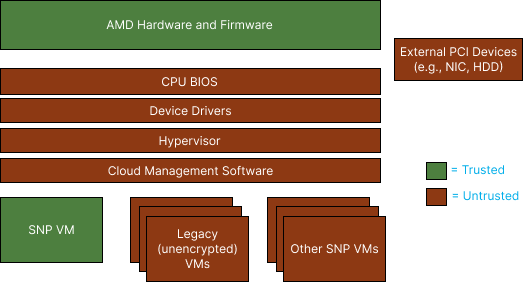 AMD Hardware and Firmware
External PCI Devices
(e.g., NIC, HDD)
CPU BIOS
Device Drivers
Hypervisor
Cloud Management Software
= Trusted
= Untrusted
SNP VM
Legacy
(unencrypted)
VMs
Other SNP VMs